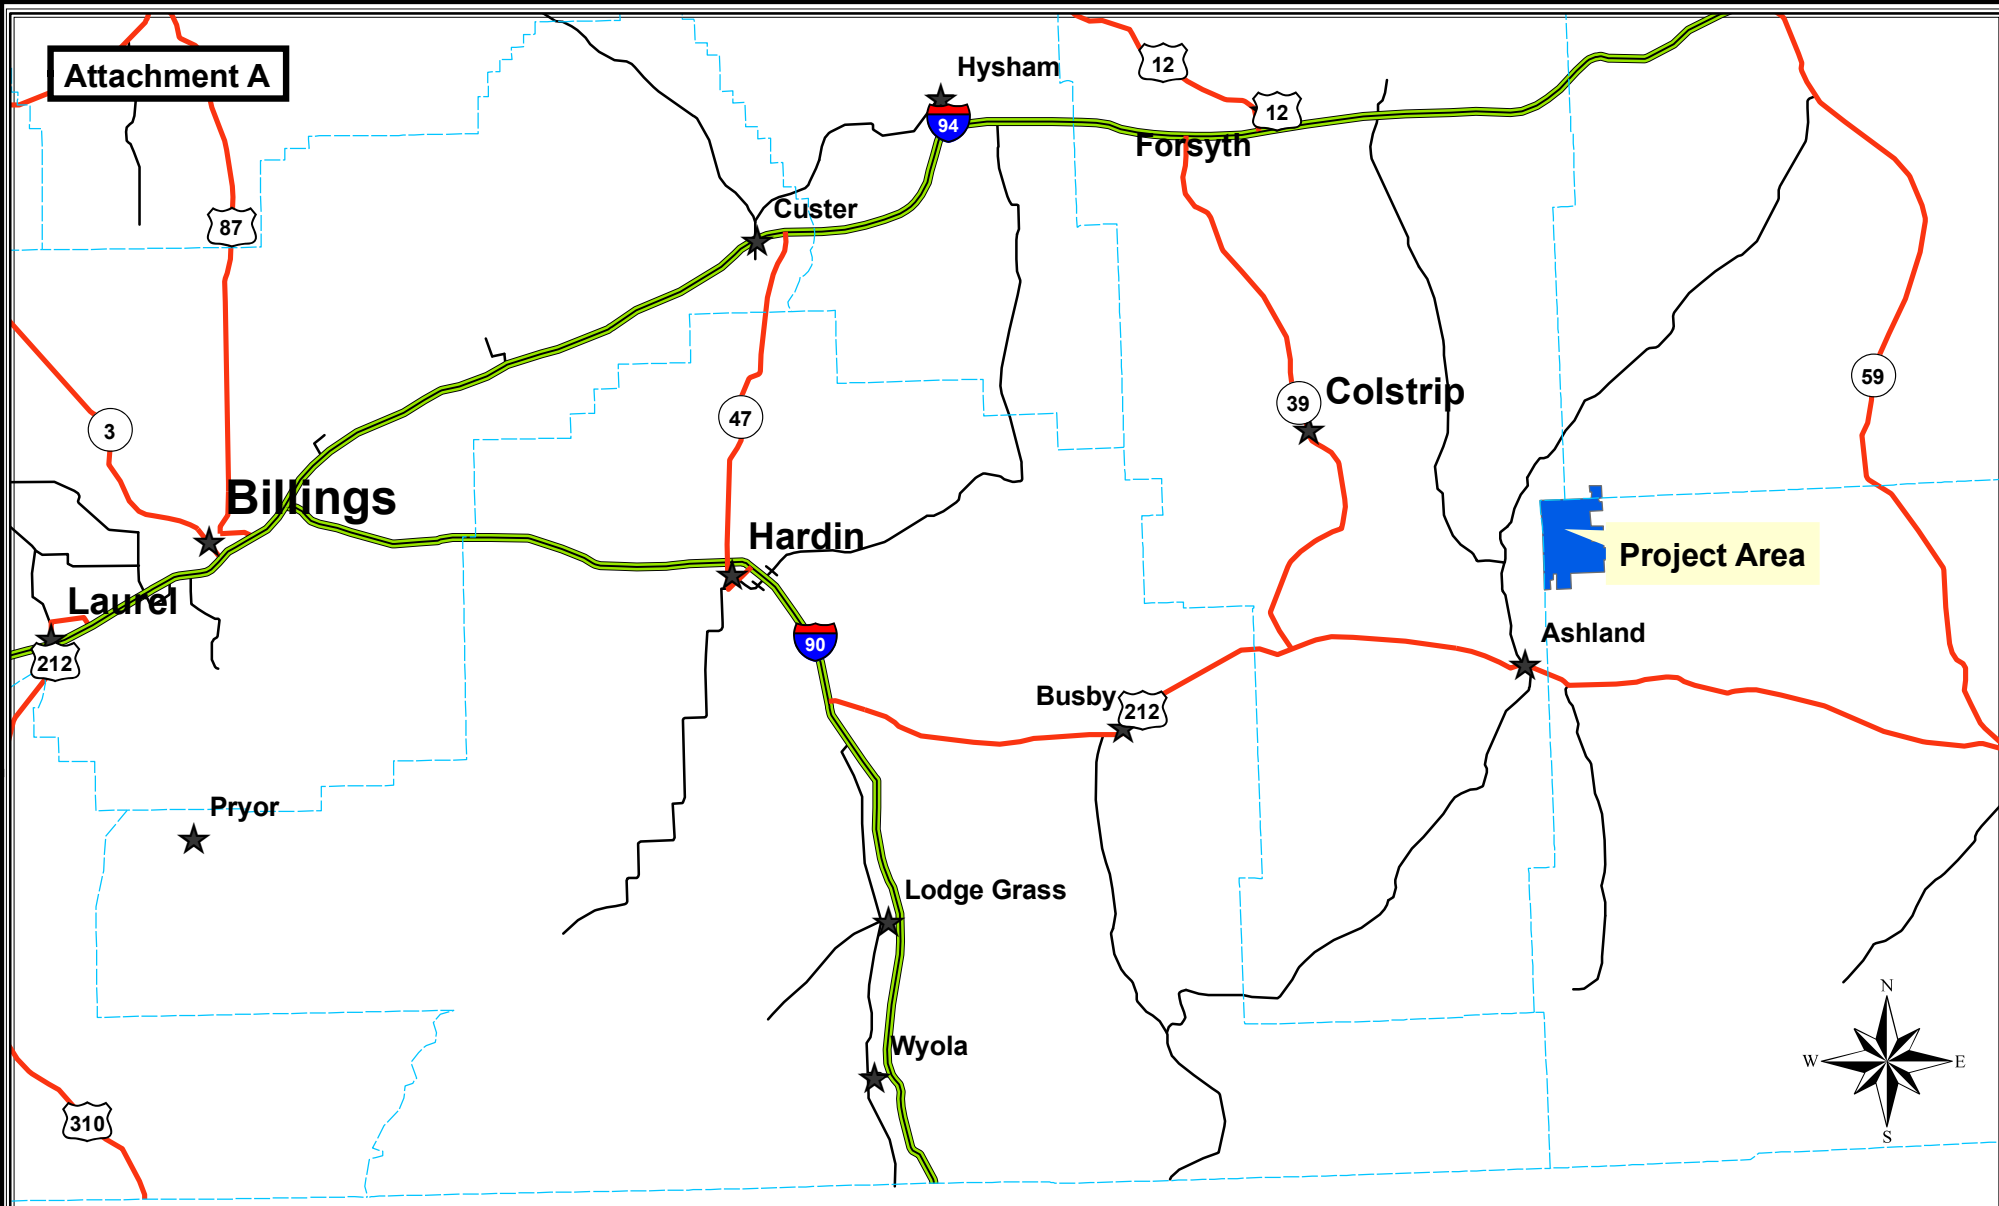 Attachment A
Hysham
12
12
94
Forsyth
Custer
87
59
Colstrip
39
47
3
Billings
Hardin
Project Area
Laurel
Ashland
90
212
Busby
212
Pryor
Lodge Grass
N
Wyola
W
E
310
S